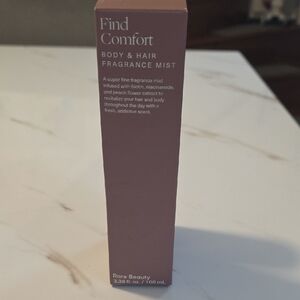 Find
Comfort
BODY & HAIR
FRAGRANCE MIST
A super fine fragrance mist
infused with biotin, niacinamide,
and peach flower extract to
revitalize your hair and body
throughout the day with a
fresh, addictive scent.
Rare Beauty
3.38 fl. oz. / 100 mL